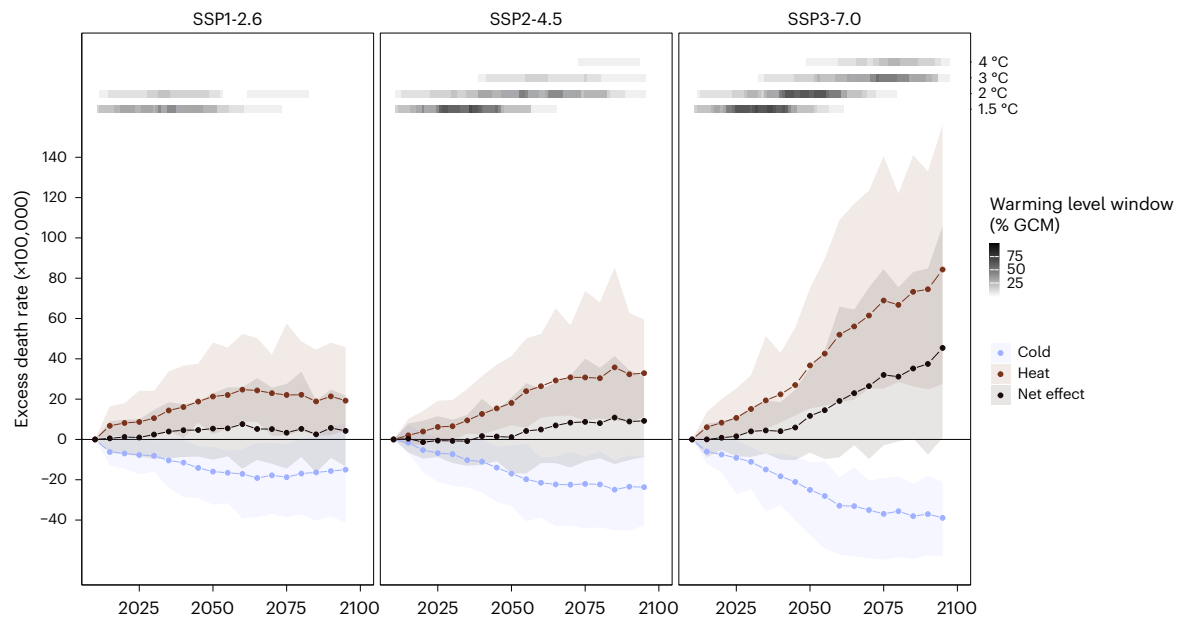 SSP1-2.6
SSP2-4.5
SSP3-7.0
4 °C
3 °C
2 °C
1.5 °C
Excess death rate (×100,000)
140
120
100
80
60
40
20
0
−20
−40
2025
2050
2075
2100
2025
2050
2075
2100
2025
2050
2075
2100
Warming level window
(% GCM)
75
50
25
Cold
Heat
Net effect